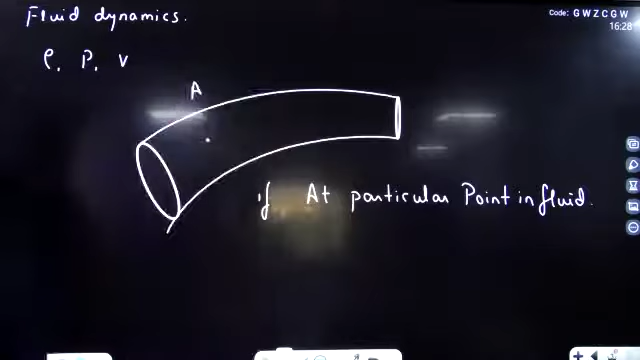 Fluid dynamics.
Code: GWZCGW
16:28
ρ, P, v
A
if At particular Point in fluid.